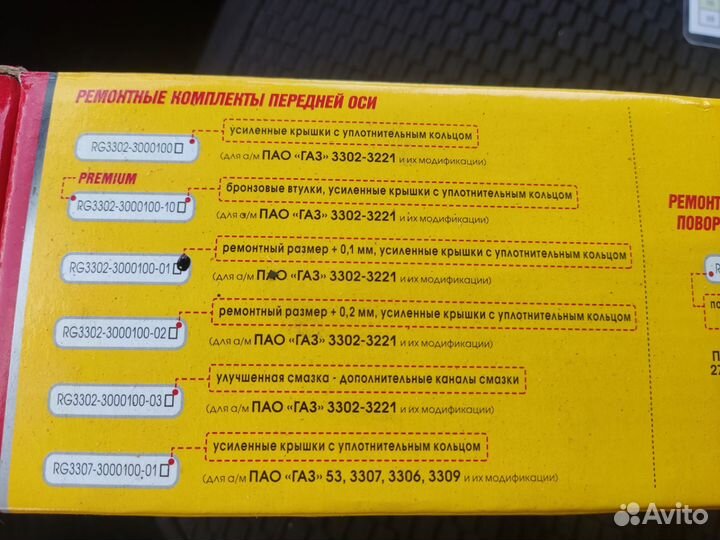 РЕМОНТНЫЕ КОМПЛЕКТЫ ПЕРЕДНЕЙ ОСИ
RG3302-3000100
усиленные крышки с уплотнительным кольцом
(для а/м ПАО «ГАЗ» 3302-3221 и их модификации)
PREMIUM
RG3302-3000100-10
бронзовые втулки, усиленные крышки с уплотнительным кольцом
(для а/м ПАО «ГАЗ» 3302-3221 и их модификации)
RG3302-3000100-01
ремонтный размер + 0,1 мм, усиленные крышки с уплотнительным кольцом
(для а/м ПАО «ГАЗ» 3302-3221 и их модификации)
RG3302-3000100-02
ремонтный размер + 0,2 мм, усиленные крышки с уплотнительным кольцом
(для а/м ПАО «ГАЗ» 3302-3221 и их модификации)
RG3302-3000100-03
улучшенная смазка - дополнительные каналы смазки
(для а/м ПАО «ГАЗ» 3302-3221 и их модификации)
RG3307-3000100-01
усиленные крышки с уплотнительным кольцом
(для а/м ПАО «ГАЗ» 53, 3307, 3306, 3309 и их модификации)
РЕМОНТ
ПОВОР
Avito